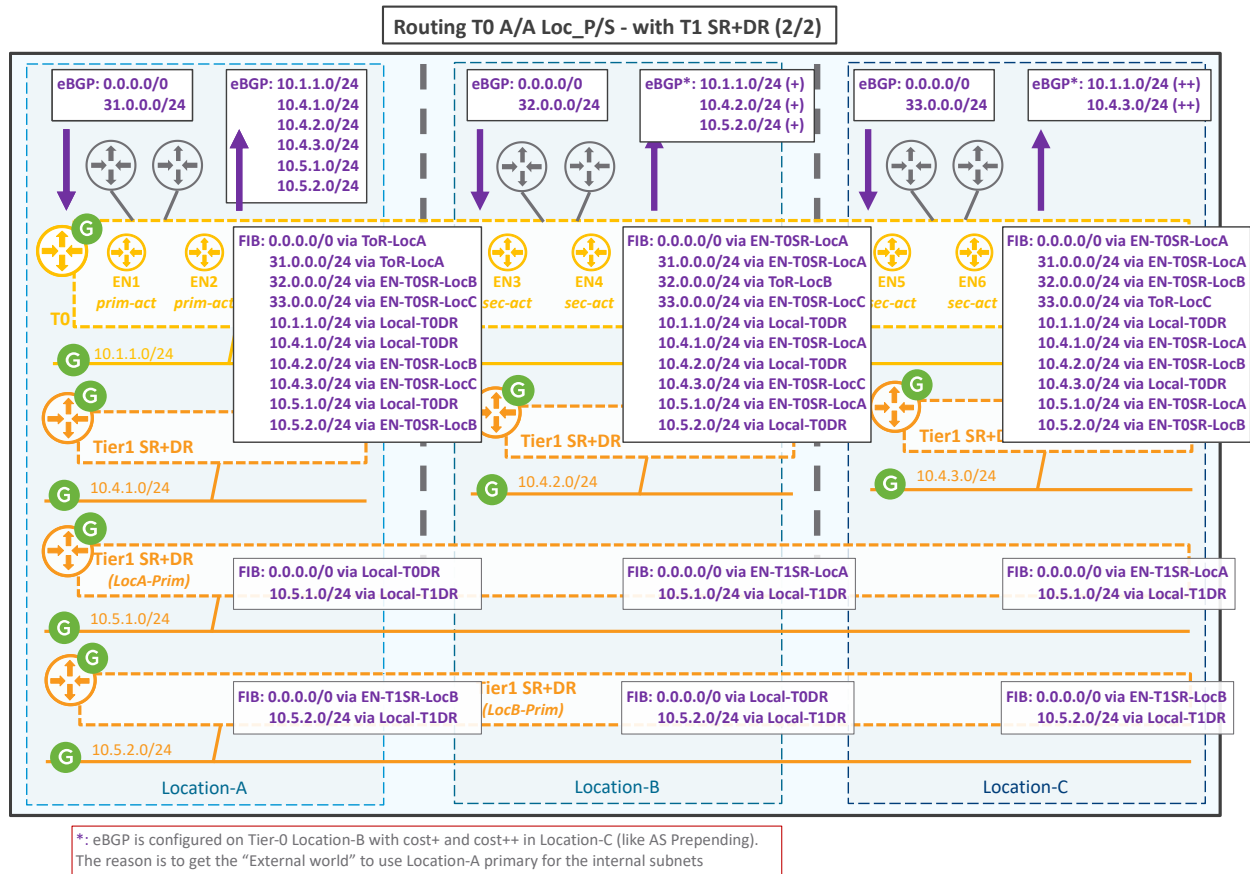 Routing T0 A/A Loc_P/S - with T1 SR+DR (2/2)
eBGP: 0.0.0.0/0
31.0.0.0/24
eBGP: 10.1.1.0/24
10.4.1.0/24
10.4.2.0/24
10.4.3.0/24
10.5.1.0/24
10.5.2.0/24
eBGP: 0.0.0.0/0
32.0.0.0/24
eBGP*: 10.1.1.0/24 (+)
10.4.2.0/24 (+)
10.5.2.0/24 (+)
eBGP: 0.0.0.0/0
33.0.0.0/24
eBGP*: 10.1.1.0/24 (++)
10.4.3.0/24 (++)
G
T0
EN1
prim-act
EN2
prim-act
FIB: 0.0.0.0/0 via ToR-LocA
31.0.0.0/24 via ToR-LocA
32.0.0.0/24 via EN-T0SR-LocB
33.0.0.0/24 via EN-T0SR-LocC
10.1.1.0/24 via Local-T0DR
10.4.1.0/24 via Local-T0DR
10.4.2.0/24 via EN-T0SR-LocB
10.4.3.0/24 via EN-T0SR-LocC
10.5.1.0/24 via Local-T0DR
10.5.2.0/24 via EN-T0SR-LocB
EN3
sec-act
EN4
sec-act
FIB: 0.0.0.0/0 via EN-T0SR-LocA
31.0.0.0/24 via EN-T0SR-LocA
32.0.0.0/24 via ToR-LocB
33.0.0.0/24 via EN-T0SR-LocC
10.1.1.0/24 via Local-T0DR
10.4.1.0/24 via EN-T0SR-LocA
10.4.2.0/24 via Local-T0DR
10.4.3.0/24 via EN-T0SR-LocC
10.5.1.0/24 via EN-T0SR-LocA
10.5.2.0/24 via Local-T0DR
EN5
sec-act
EN6
sec-act
FIB: 0.0.0.0/0 via EN-T0SR-LocA
31.0.0.0/24 via EN-T0SR-LocA
32.0.0.0/24 via EN-T0SR-LocB
33.0.0.0/24 via ToR-LocC
10.1.1.0/24 via Local-T0DR
10.4.1.0/24 via EN-T0SR-LocA
10.4.2.0/24 via EN-T0SR-LocB
10.4.3.0/24 via Local-T0DR
10.5.1.0/24 via EN-T0SR-LocA
10.5.2.0/24 via EN-T0SR-LocB
G
10.1.1.0/24
G
Tier1 SR+DR
G
10.4.1.0/24
G
Tier1 SR+DR
G
10.4.2.0/24
G
Tier1 SR+D
G
10.4.3.0/24
G
Tier1 SR+DR
(LocA-Prim)
FIB: 0.0.0.0/0 via Local-T0DR
10.5.1.0/24 via Local-T1DR
FIB: 0.0.0.0/0 via EN-T1SR-LocA
10.5.1.0/24 via Local-T1DR
FIB: 0.0.0.0/0 via EN-T1SR-LocA
10.5.1.0/24 via Local-T1DR
G
10.5.1.0/24
G
FIB: 0.0.0.0/0 via EN-T1SR-LocB
10.5.2.0/24 via Local-T1DR
Tier1 SR+DR
(LocB-Prim)
FIB: 0.0.0.0/0 via Local-T0DR
10.5.2.0/24 via Local-T1DR
FIB: 0.0.0.0/0 via EN-T1SR-LocB
10.5.2.0/24 via Local-T1DR
G
10.5.2.0/24
Location-A
Location-B
Location-C
*: eBGP is configured on Tier-0 Location-B with cost+ and cost++ in Location-C (like AS Prepending).
The reason is to get the “External world” to use Location-A primary for the internal subnets